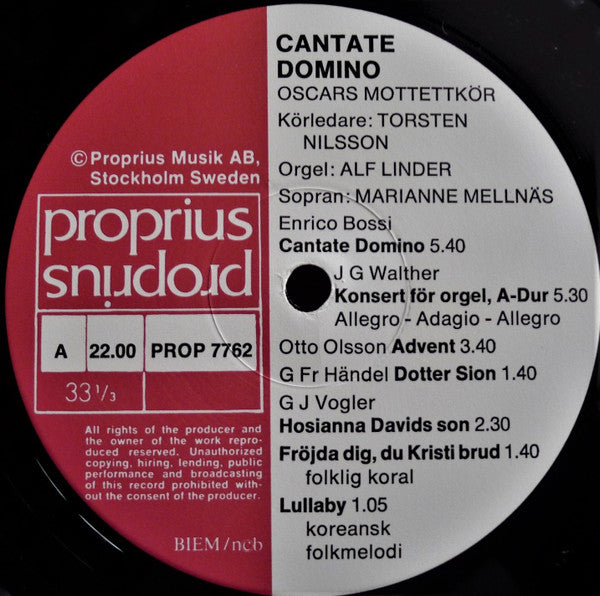 CANTATE
DOMINO
OSCARS MOTTETTKÖR
Körledare: TORSTEN
NILSSON
Orgel: ALF LINDER
Sopran: MARIANNE MELLNÄS
Enrico Bossi
Cantate Domino 5.40
J G Walther
Konsert för orgel, A-Dur 5.30
Allegro - Adagio - Allegro
Otto Olsson Advent 3.40
G Fr Händel Dotter Sion 1.40
G J Vogler
Hosianna Davids son 2.30
Fröjda dig, du Kristi brud 1.40
folklig koral
Lullaby 1.05
koreansk
folkmelodi
©Proprius Musik AB,
Stockholm Sweden
proprius
proprius
A 22.00 PROP 7762
33 1/3
All rights of the producer and
the owner of the work repro-
duced reserved. Unauthorized
copying, hiring, lending, public
performance and broadcasting
of this record prohibited with-
out the consent of the producer.
BIEM/ncb